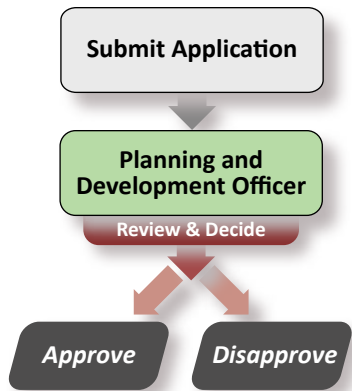 Submit Application
Planning and
Development Officer
Review & Decide
Approve
Disapprove